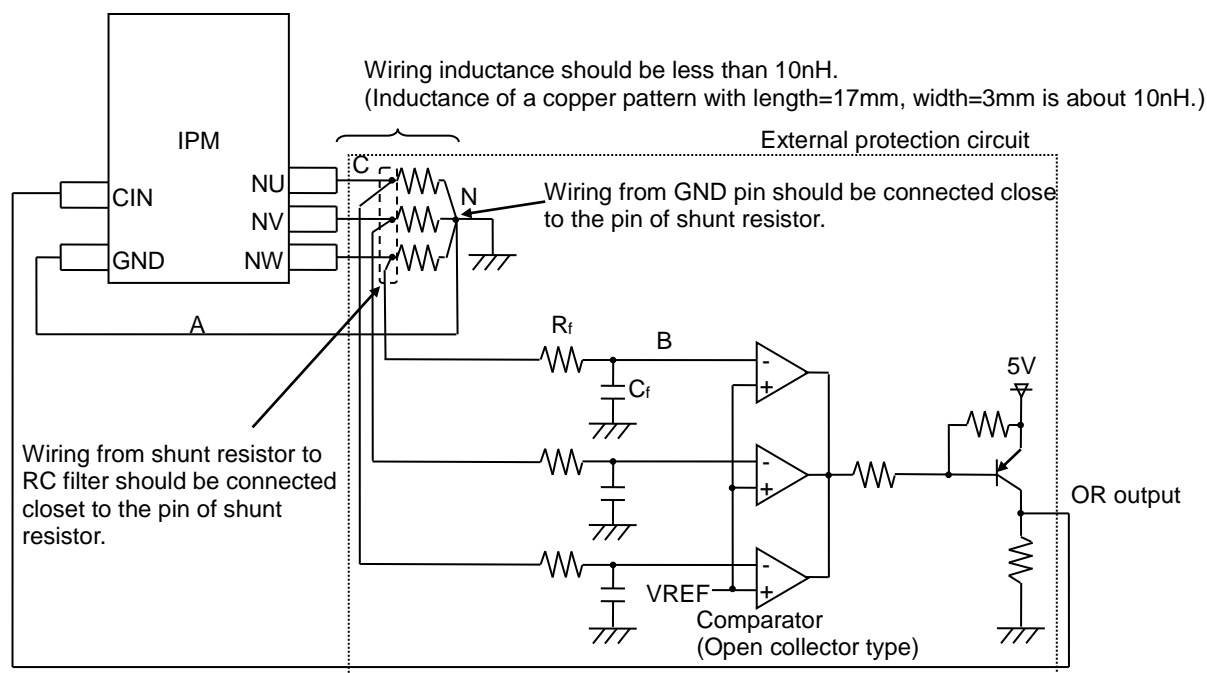 Wiring inductance should be less than 10nH.
(Inductance of a copper pattern with length=17mm, width=3mm is about 10nH.)
IPM
External protection circuit
C
NU
N
CIN
Wiring from GND pin should be connected close
to the pin of shunt resistor.
NV
GND
NW
A
Rf
B
5V
Cf
Wiring from shunt resistor to
RC filter should be connected
closet to the pin of shunt
resistor.
OR output
VREF
Comparator
(Open collector type)
-
+
-
+
-
+